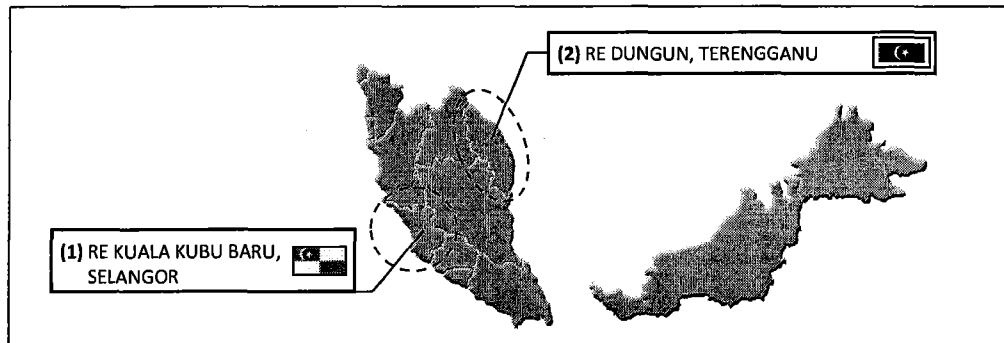 (2) RE DUNGUN, TERENGGANU
(1) RE KUALA KUBU BARU,
SELANGOR